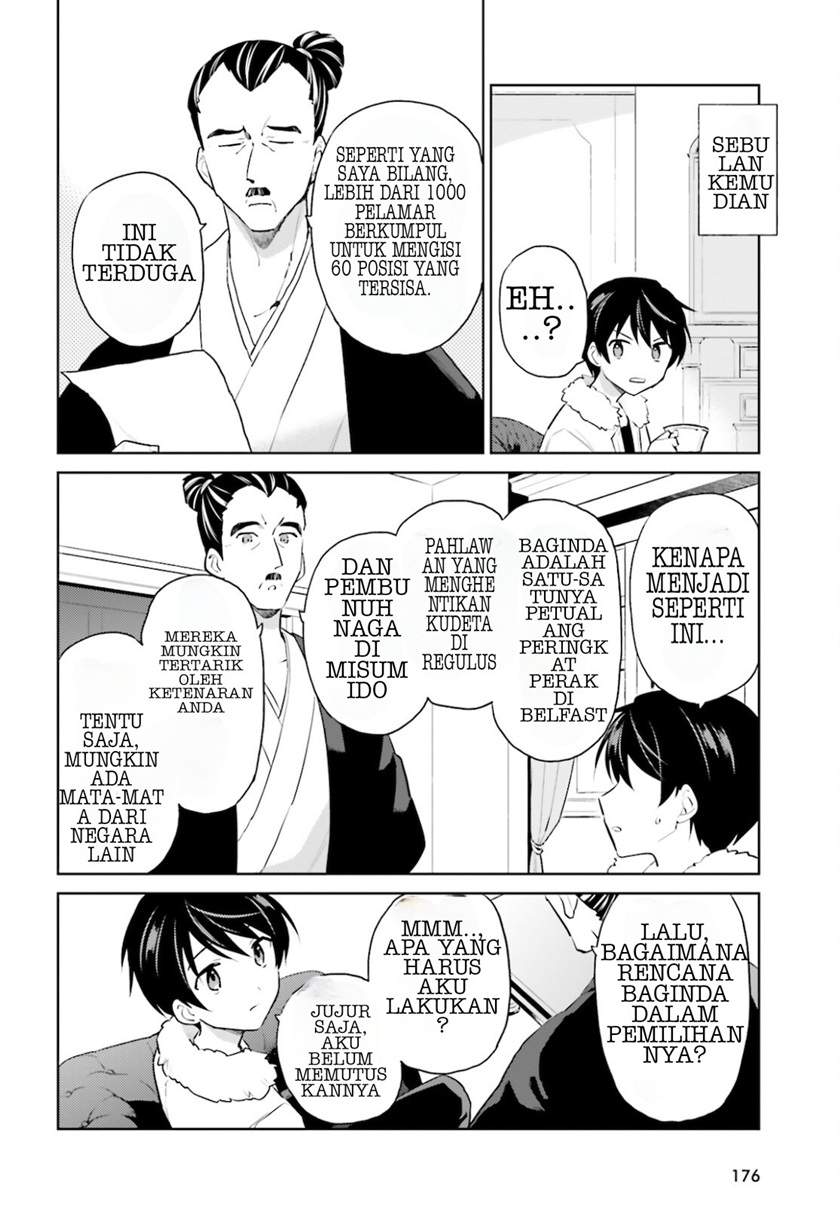 SEBU
LAN
KEMU
DIAN
EH..
..?
SEPERTI YANG
SAYA BILANG,
LEBIH DARI 1000
PELAMAR
BERKUMPUL
UNTUK MENGISI
60 POSISI YANG
TERSISA.
INI
TIDAK
TERDUGA
KENAPA
MENJADI
SEPERTI
INI...
BAGINDA
ADALAH
SATU-SA
TUNYA
PETUAL
ANG
PERINGK
AT
PERAK
DI
BELFAST
PAHLAW
AN YANG
MENGHE
NTIKAN
KUDETA
DI
REGULUS
DAN
PEMBU
NUH
NAGA
DI
MISUM
IDO
MEREKA
MUNGKIN
TERTARIK
OLEH
KETENARAN
ANDA
TENTU
SAJA,
MUNGKIN
ADA
MATA-MAT
A DARI
NEGARA
LAIN
LALU,
BAGAIMANA
RENCANA
BAGINDA
DALAM
PEMILIHAN
NYA?
MMM..,
APA YANG
HARUS
AKU
LAKUKAN
?
JUJUR
SAJA,
AKU
BELUM
MEMUTUS
KANNYA
176